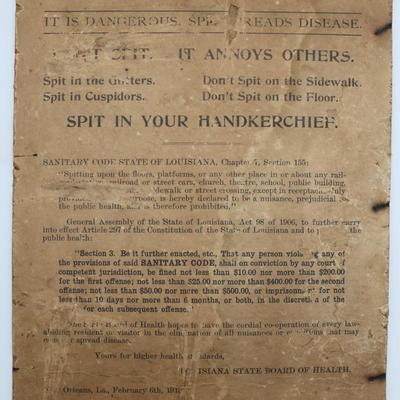 IT IS DANGEROUS. SPREADS DISEASE.
SPIT. IT ANNOYS OTHERS.
Spit in the Gutters. Don't Spit on the Sidewalk.
Spit in Cuspidors. Don't Spit on the Floor.
SPIT IN YOUR HANDKERCHIEF.
SANITARY CODE STATE OF LOUISIANA, Chapter Section 155:
"Spitting upon the floors, platforms, or any other place in or about any
railroad or street cars, church, theatre, school, public building,
or street crossing, except in
is hereby declared to be a nuisance, prejudicial
the public health, and is therefore prohibited."
General Assembly of the State of Louisiana, Act 98 of 1906, to further carry
into effect Article 297 of the Constitution of the State of Louisiana and to the
public health:
"Section 3. Be it further enacted, etc., That any person violating any of
the provisions of said SANITARY CODE, shall on conviction by any court of
competent jurisdiction, be fined not less than $10.00 nor more than $200.00
for the first offense; not less than $25.00 nor more than $400.00 for the second
offense; not less than $50.00 nor more than $500.00, or imprisonment for not
less than 10 days nor more than 6 months, or both, in the discretion of the
for each subsequent offense."
The Board of Health hopes to have the cordial co-operation of every law-
abiding resident or visitor in the elimination of all nuisances or conditions that may
or spread disease.
Yours for higher health standards,
LOUISIANA STATE BOARD OF HEALTH.
Orleans, La., February 6th,